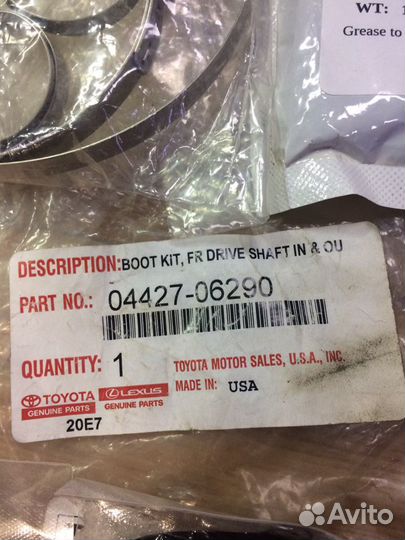 WT: 1
Grease to
DESCRIPTION: BOOT KIT, FR DRIVE SHAFT IN & OU
PART NO.: 04427-06290
QUANTITY: 1
TOYOTA MOTOR SALES, U.S.A., INC.
MADE IN: USA
TOYOTA
GENUINE PARTS
LEXUS
GENUINE PARTS
20E7
Avito